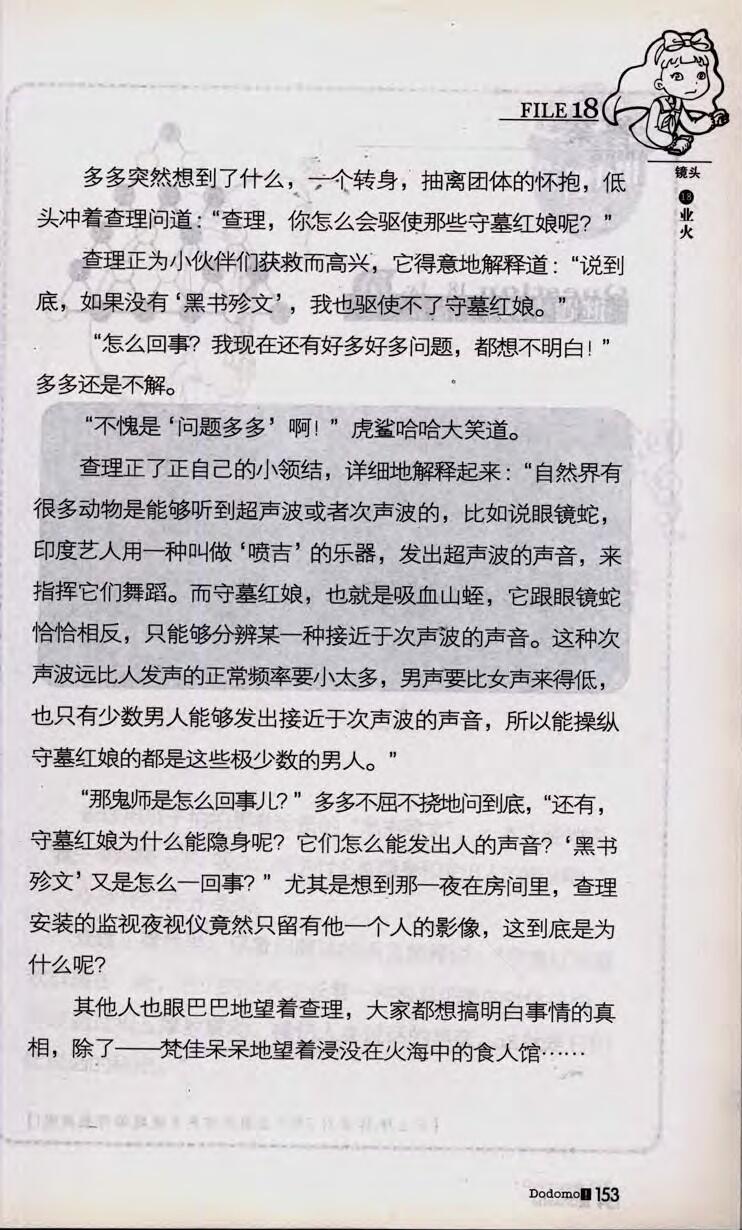 FILE 18
镜头
18
业
火
多多突然想到了什么，一个转身，抽离团体的怀抱，低
头冲着查理问道：“查理，你怎么会驱使那些守墓红娘呢？”
查理正为小伙伴们获救而高兴，它得意地解释道：“说到
底，如果没有‘黑书殄文’，我也驱使不了守墓红娘。”
“怎么回事？我现在还有好多好多问题，都想不明白！”
多多还是不解。
“不愧是‘问题多多’啊！”虎鲨哈哈大笑道。
查理正了正自己的小领结，详细地解释起来：“自然界有
很多动物是能够听到超声波或者次声波的，比如说眼镜蛇，
印度艺人用一种叫做‘喷吉’的乐器，发出超声波的声音，来
指挥它们舞蹈。而守墓红娘，也就是吸血山蛭，它跟眼镜蛇
恰恰相反，只能够分辨某一种接近于次声波的声音。这种次
声波远比人发声的正常频率要小太多，男声要比女声来得低，
也只有少数男人能够发出接近于次声波的声音，所以能操纵
守墓红娘的都是这些极少数的男人。”
“那鬼师是怎么回事儿？”多多不屈不挠地问到底，“还有，
守墓红娘为什么能隐身呢？它们怎么能发出人的声音？‘黑书
殄文’又是怎么一回事？”尤其是想到那一夜在房间里，查理
安装的监视夜视仪竟然只留有他一个人的影像，这到底是为
什么呢？
其他人也眼巴巴地望着查理，大家都想搞明白事情的真
相，除了——梵佳呆呆地望着浸没在火海中的食人馆……
Dodomo! 153